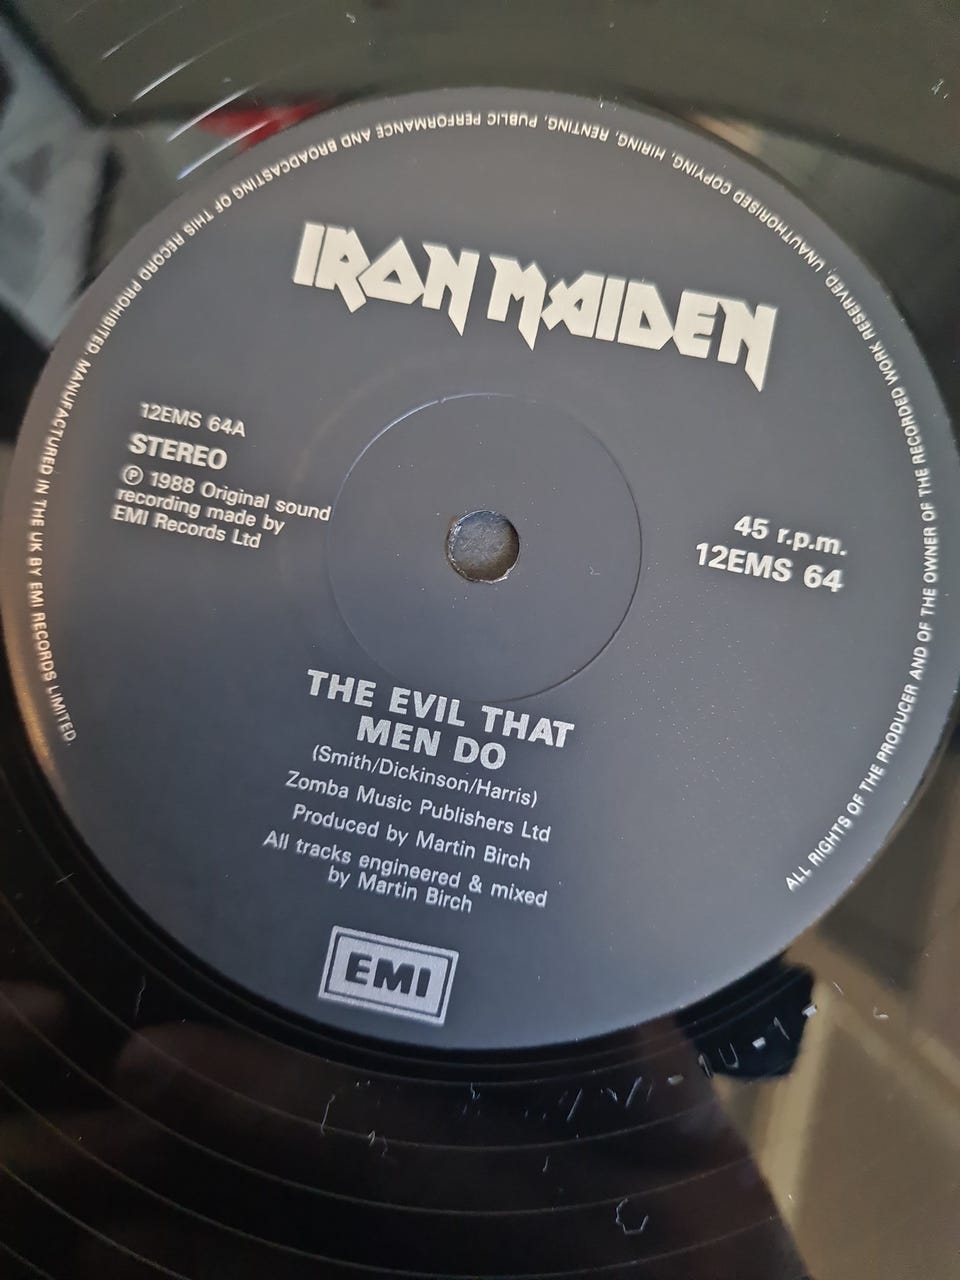 IRON MAIDEN
12EMS 64A
STEREO
Ⓟ 1988 Original sound
recording made by
EMI Records Ltd
45 r.p.m.
12EMS 64
THE EVIL THAT
MEN DO
(Smith/Dickinson/Harris)
Zomba Music Publishers Ltd
Produced by Martin Birch
All tracks engineered & mixed
by Martin Birch
EMI
ALL RIGHTS OF THE PRODUCER AND OF THE OWNER OF THE RECORDED WORK RESERVED. UNAUTHORISED COPYING, HIRING, RENTING, PUBLIC PERFORMANCE AND BROADCASTING OF THIS RECORD PROHIBITED. MANUFACTURED IN THE UK BY EMI RECORDS LIMITED.